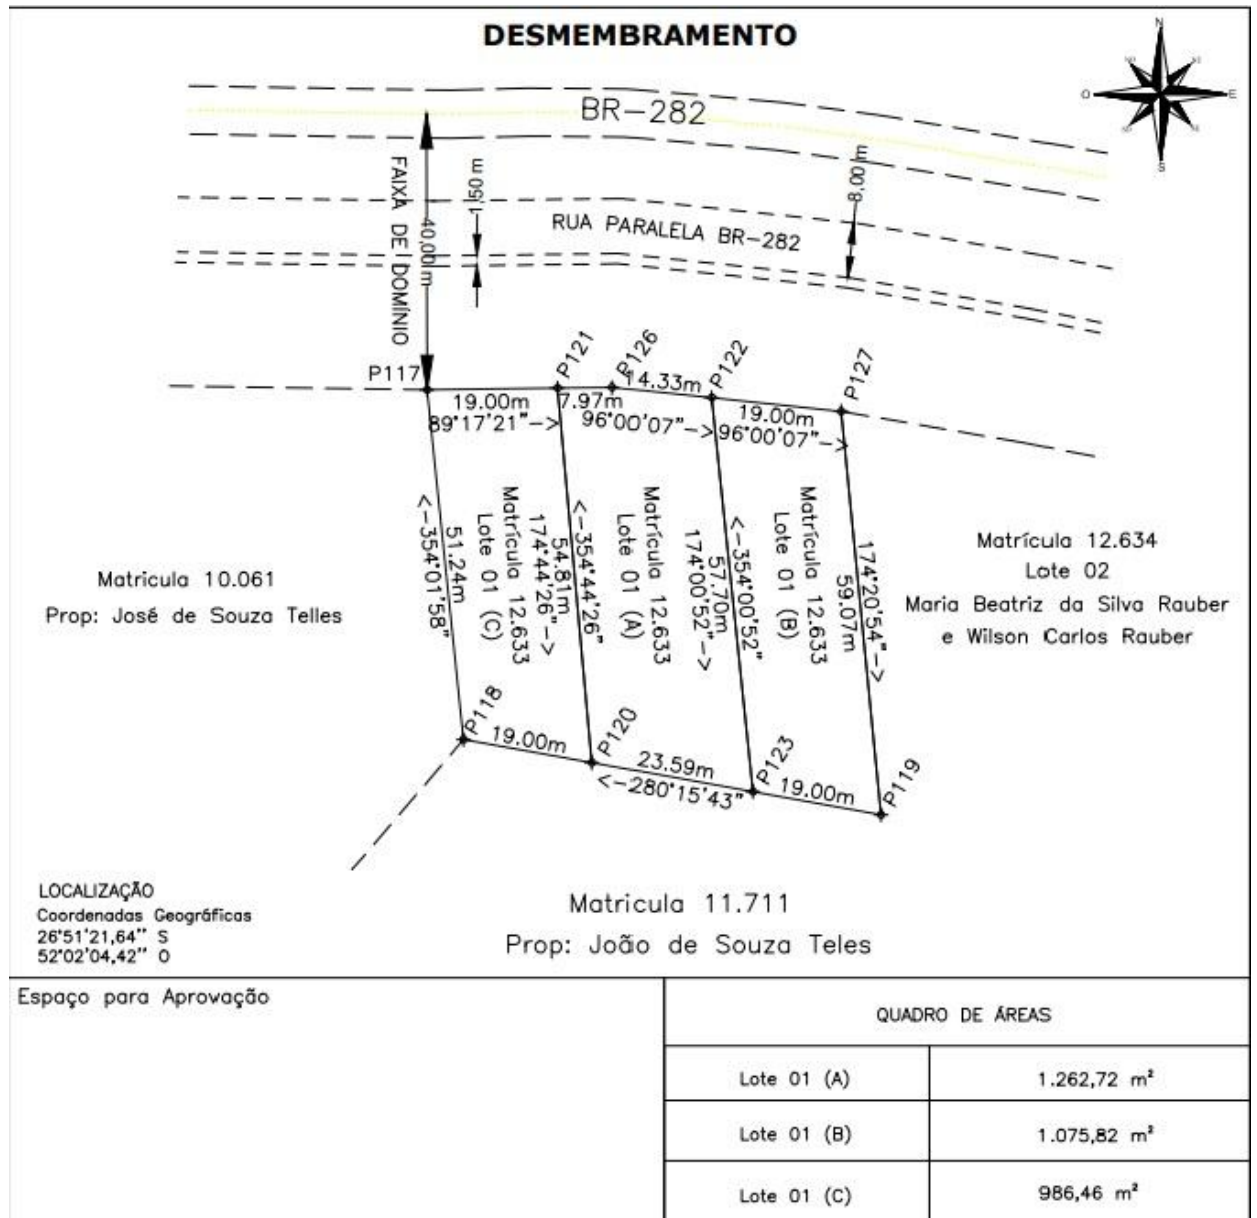 DESMEMBRAMENTO
N
O
E
S
BR-282
FAIXA DE DOMÍNIO
40,00 m
1,50 m
8,00 m
RUA PARALELA BR-282
P117
P121
P126
P122
P127
19.00m
89°17'21"->
7.97m
14.33m
96°00'07"->
19.00m
96°00'07"->
51.24m
<-354°01'58"
Matrícula 12.633
Lote 01 (C)
54.81m
174°44'26"->
<-354°44'26"
Matrícula 12.633
Lote 01 (A)
57.70m
174°00'52"->
<-354°00'52"
Matrícula 12.633
Lote 01 (B)
174°20'54"->
59.07m
Matricula 10.061
Prop: José de Souza Telles
Matrícula 12.634
Lote 02
Maria Beatriz da Silva Rauber
e Wilson Carlos Rauber
P118
19.00m
P120
23.59m
<-280°15'43"
P123
19.00m
P119
Matricula 11.711
Prop: João de Souza Teles
LOCALIZAÇÃO
Coordenadas Geográficas
26°51'21,64" S
52°02'04,42" O
Espaço para Aprovação
QUADRO DE ÁREAS
Lote 01 (A) 1.262,72 m²
Lote 01 (B) 1.075,82 m²
Lote 01 (C) 986,46 m²